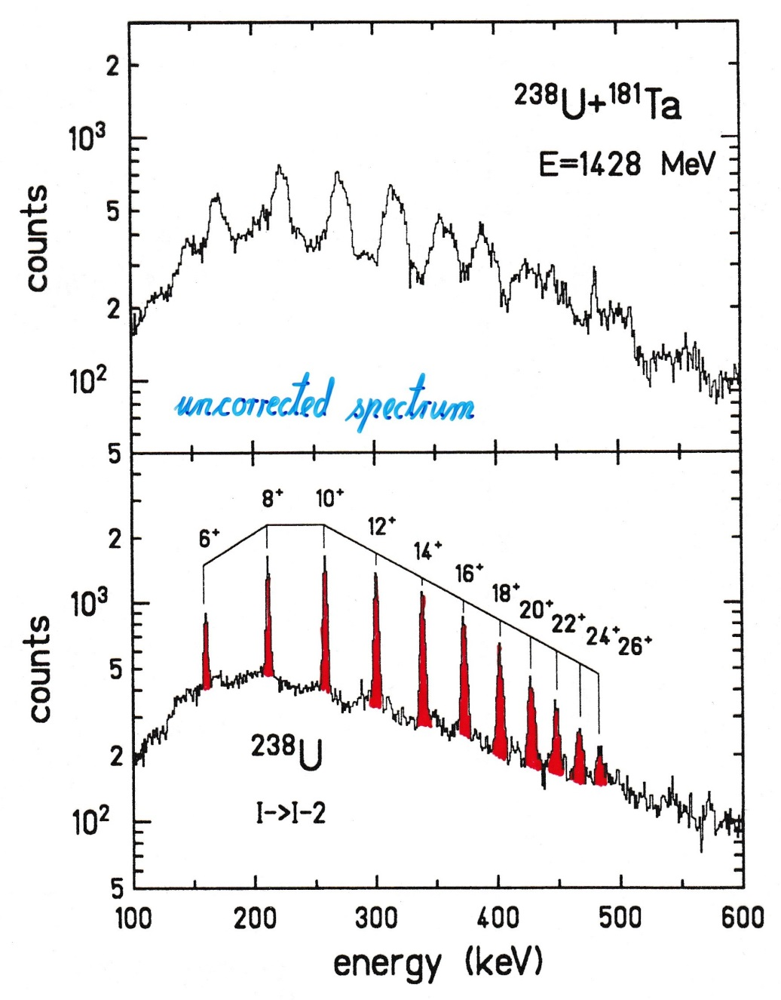 2
10³
5
2
10²
5
counts
²³⁸U+¹⁸¹Ta
E=1428 MeV
uncorrected spectrum
6⁺ 8⁺ 10⁺ 12⁺ 14⁺ 16⁺ 18⁺ 20⁺ 22⁺ 24⁺ 26⁺
2
10³
5
2
10²
5
counts
²³⁸U
I->I-2
100 200 300 400 500 600
energy (keV)